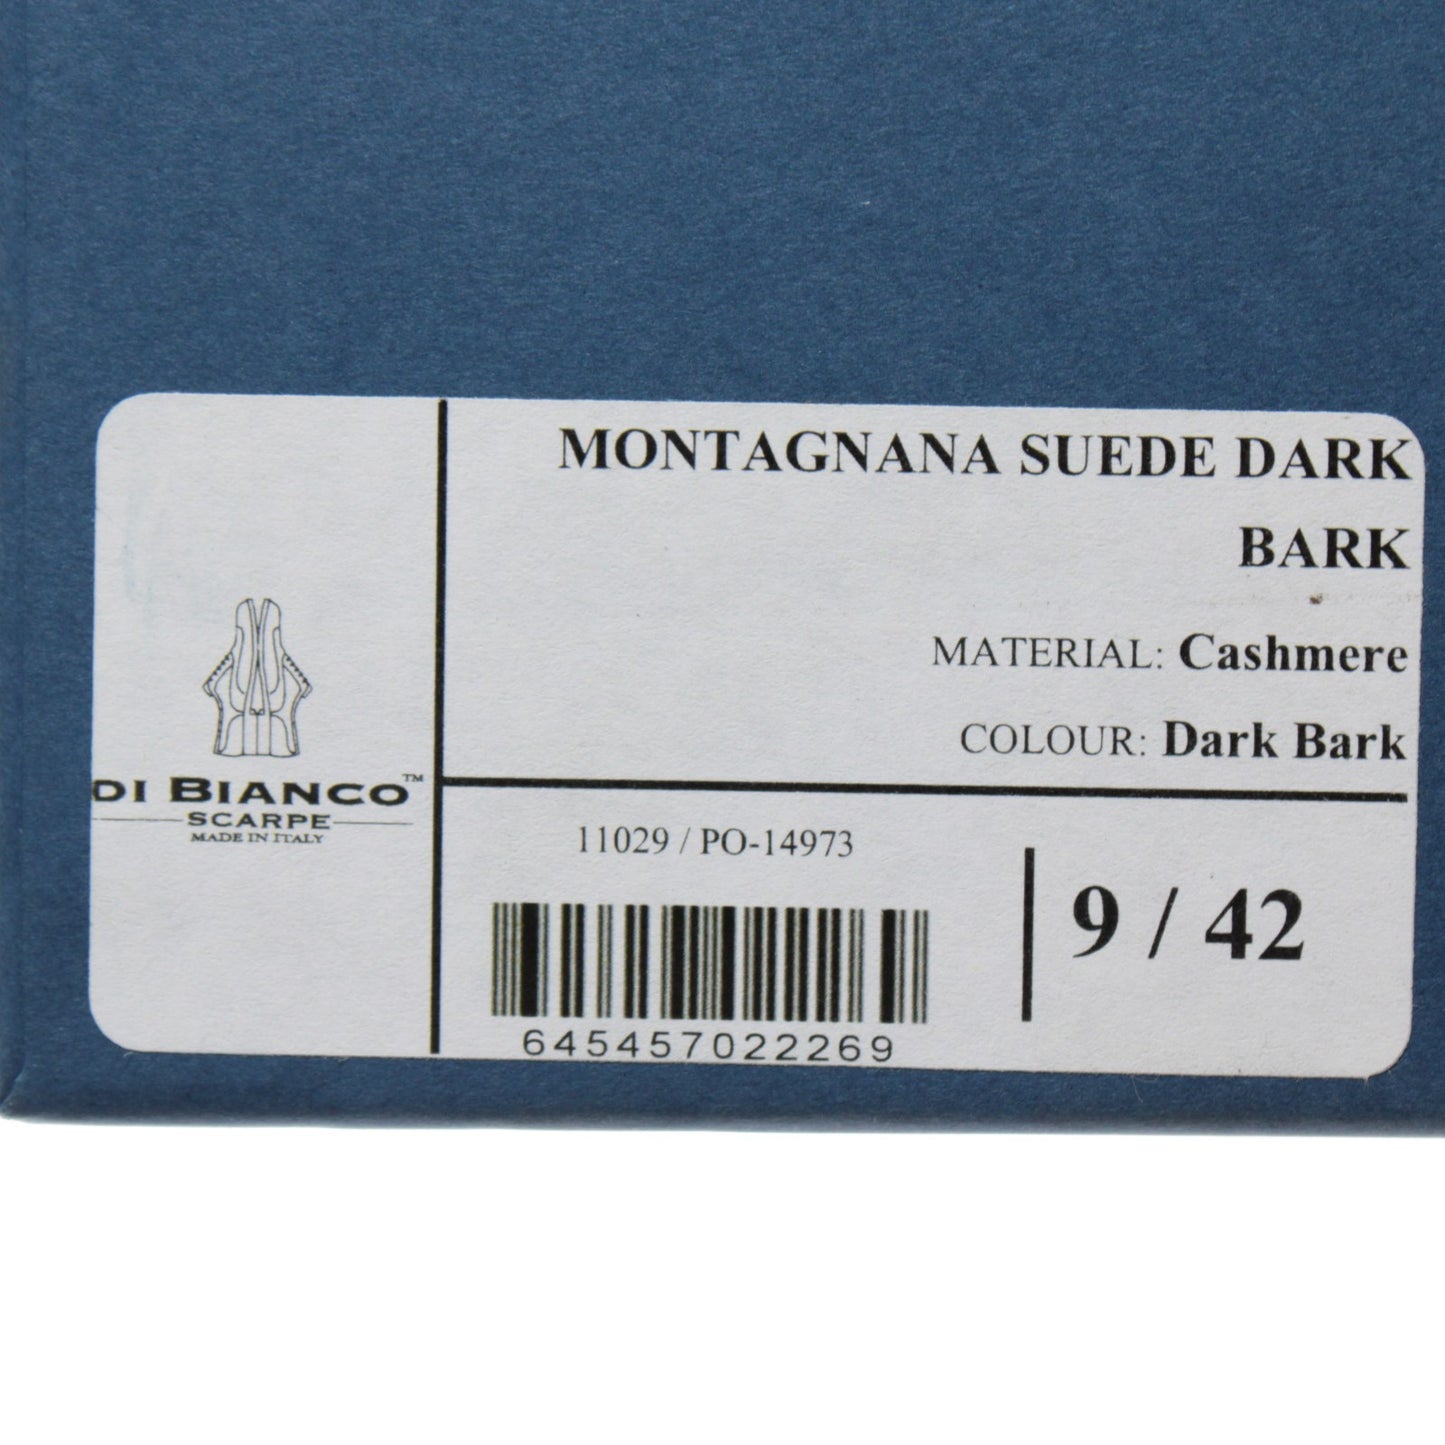 MONTAGNANA SUEDE DARK
BARK
MATERIAL: Cashmere
COLOUR: Dark Bark
DI BIANCO™
SCARPE
MADE IN ITALY
11029 / PO-14973
9 / 42
645457022269